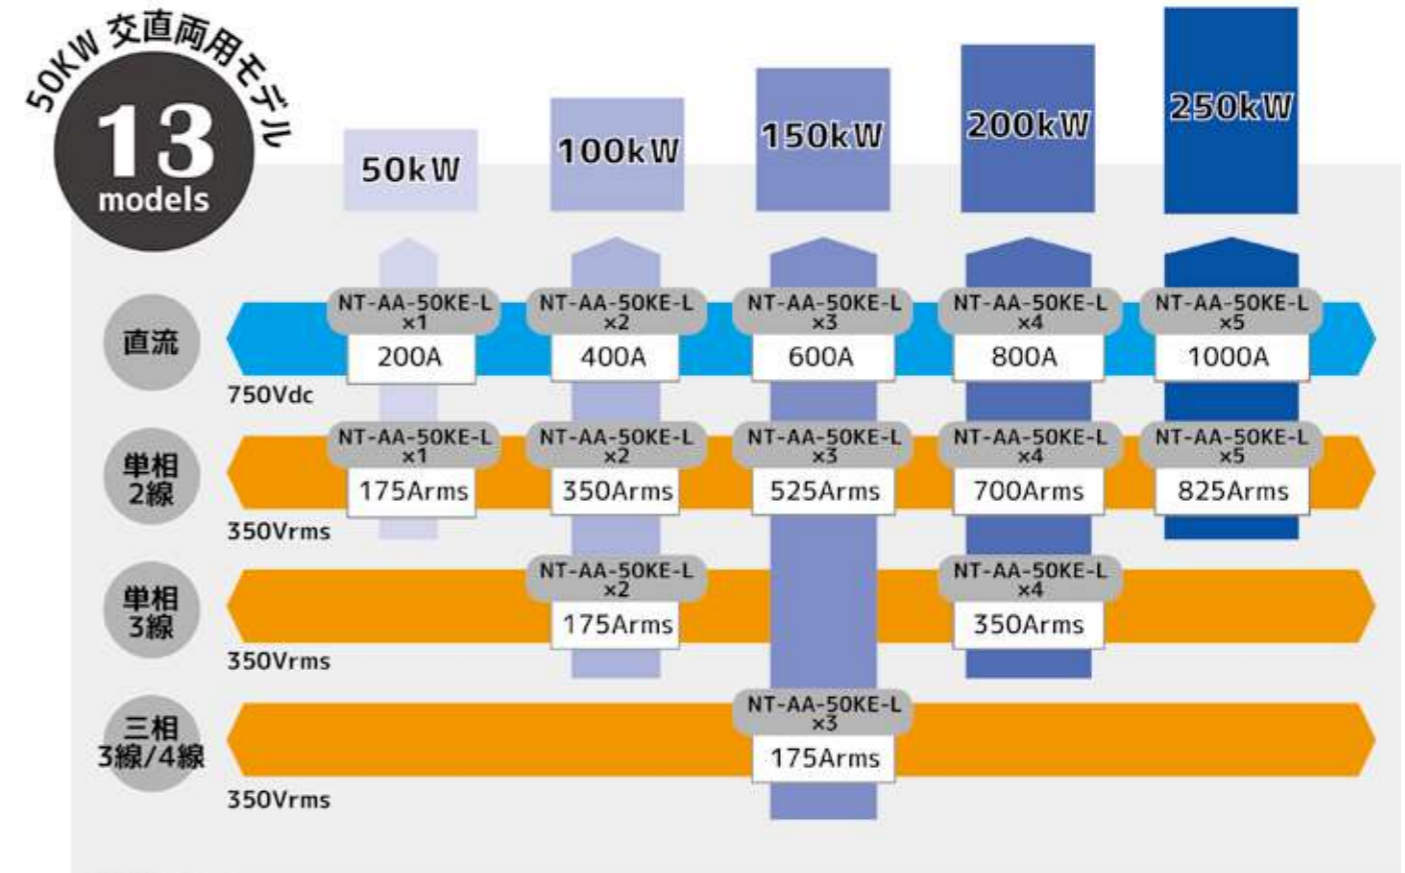 50KW 交直両用モデル
13
models
50kW
100kW
150kW
200kW
250kW
直流
NT-AA-50KE-L
×1
200A
NT-AA-50KE-L
×2
400A
NT-AA-50KE-L
×3
600A
NT-AA-50KE-L
×4
800A
NT-AA-50KE-L
×5
1000A
750Vdc
単相
2線
NT-AA-50KE-L
×1
175Arms
NT-AA-50KE-L
×2
350Arms
NT-AA-50KE-L
×3
525Arms
NT-AA-50KE-L
×4
700Arms
NT-AA-50KE-L
×5
825Arms
350Vrms
単相
3線
NT-AA-50KE-L
×2
175Arms
NT-AA-50KE-L
×4
350Arms
350Vrms
三相
3線/4線
NT-AA-50KE-L
×3
175Arms
350Vrms